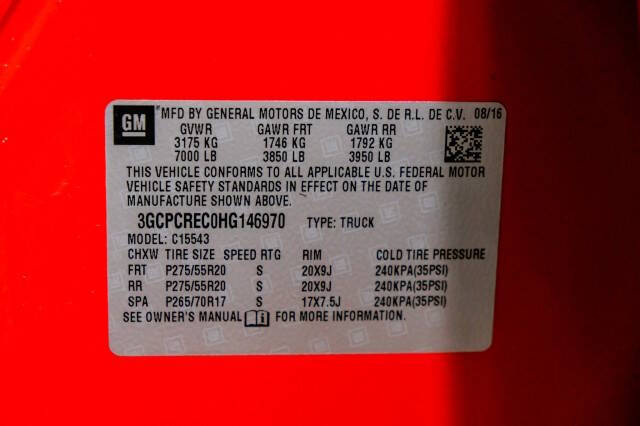 GM MFD BY GENERAL MOTORS DE MEXICO, S. DE R.L. DE C.V. 08/16
GVWR GAWR FRT GAWR RR
3175 KG 1746 KG 1792 KG
7000 LB 3850 LB 3950 LB
THIS VEHICLE CONFORMS TO ALL APPLICABLE U.S. FEDERAL MOTOR
VEHICLE SAFETY STANDARDS IN EFFECT ON THE DATE OF
MANUFACTURE SHOWN ABOVE.
3GCPCREC0HG146970 TYPE: TRUCK
MODEL: C15543
CHXW TIRE SIZE SPEED RTG RIM COLD TIRE PRESSURE
FRT P275/55R20 S 20X9J 240KPA(35PSI)
RR P275/55R20 S 20X9J 240KPA(35PSI)
SPA P265/70R17 S 17X7.5J 240KPA(35PSI)
SEE OWNER'S MANUAL FOR MORE INFORMATION.